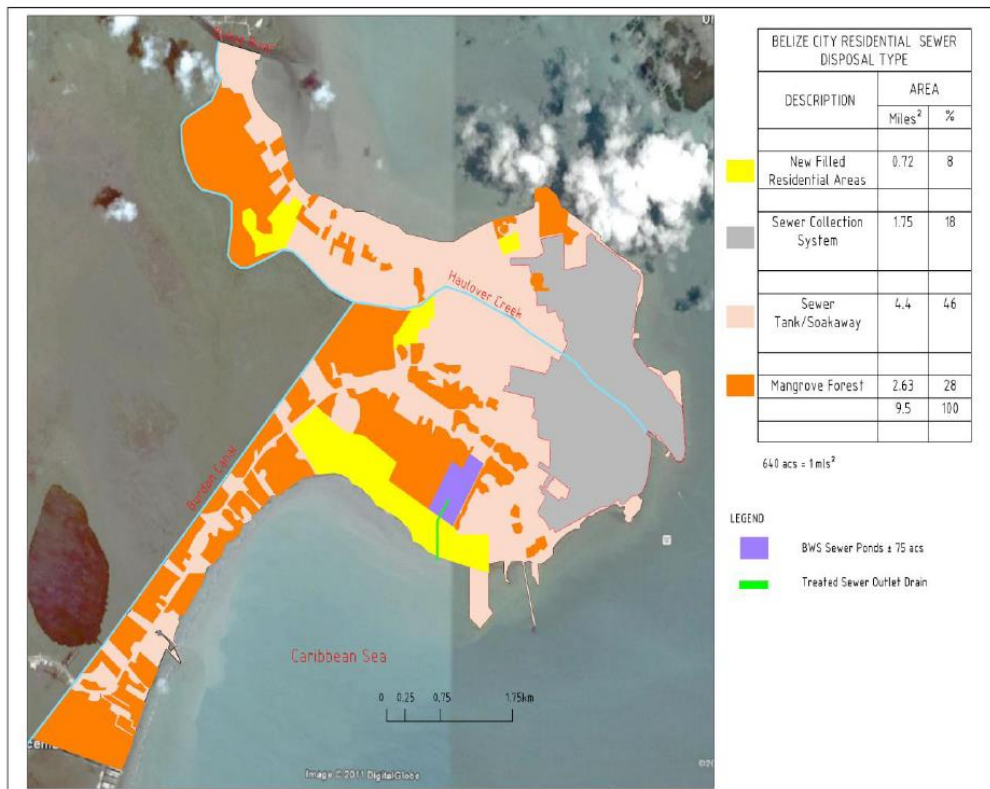 Haulover Creek
Burdon Canal
Caribbean Sea
0 0.25 0.75 1.75km
Image © 2011 DigitalGlobe
BELIZE CITY RESIDENTIAL SEWER
DISPOSAL TYPE
DESCRIPTION AREA
Miles² %
New Filled
Residential Areas 0.72 8
Sewer Collection
System 1.75 18
Sewer
Tank/Soakaway 4.4 46
Mangrove Forest 2.63 28
9.5 100
640 acs = 1 mls²
LEGEND
BWS Sewer Ponds ± 75 acs
Treated Sewer Outlet Drain